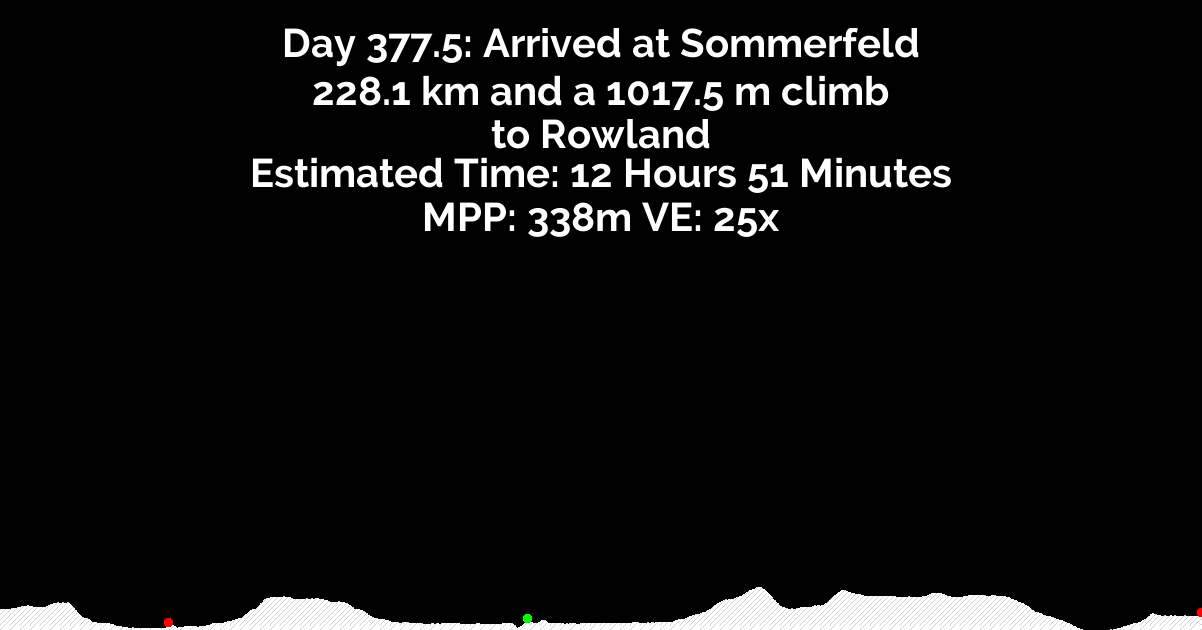 Day 377.5: Arrived at Sommerfeld
228.1 km and a 1017.5 m climb
to Rowland
Estimated Time: 12 Hours 51 Minutes
MPP: 338m VE: 25x